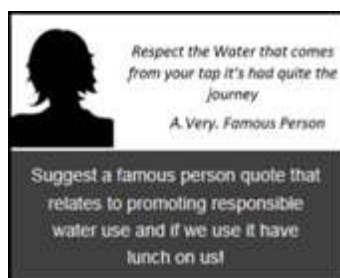 Respect the Water that comes
from your tap it's had quite the
journey
A.Very. Famous Person
Suggest a famous person quote that
relates to promoting responsible
water use and if we use it have
lunch on us!